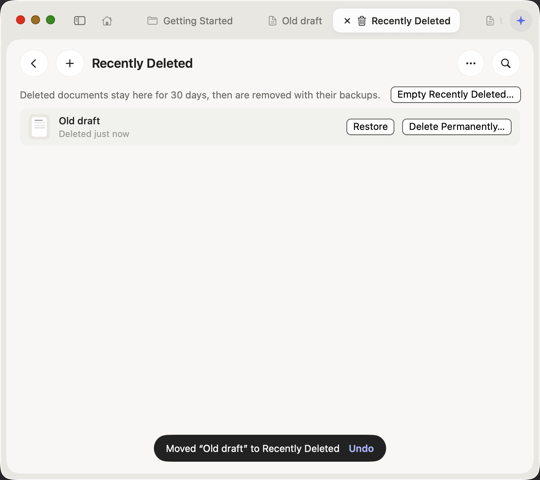 Getting Started
Old draft
Recently Deleted
Recently Deleted
Deleted documents stay here for 30 days, then are removed with their backups.
Empty Recently Deleted...
Old draft
Deleted just now
Restore
Delete Permanently...
Moved “Old draft” to Recently Deleted
Undo